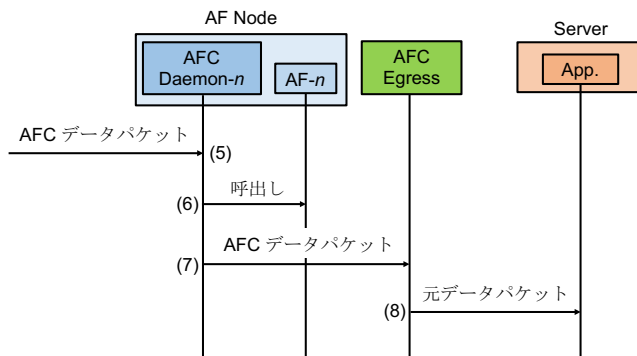 AF Node
Server
AFC
Daemon-n
AF-n
AFC
Egress
App.
AFC データパケット
(5)
呼出し
(6)
AFC データパケット
(7)
元データパケット
(8)